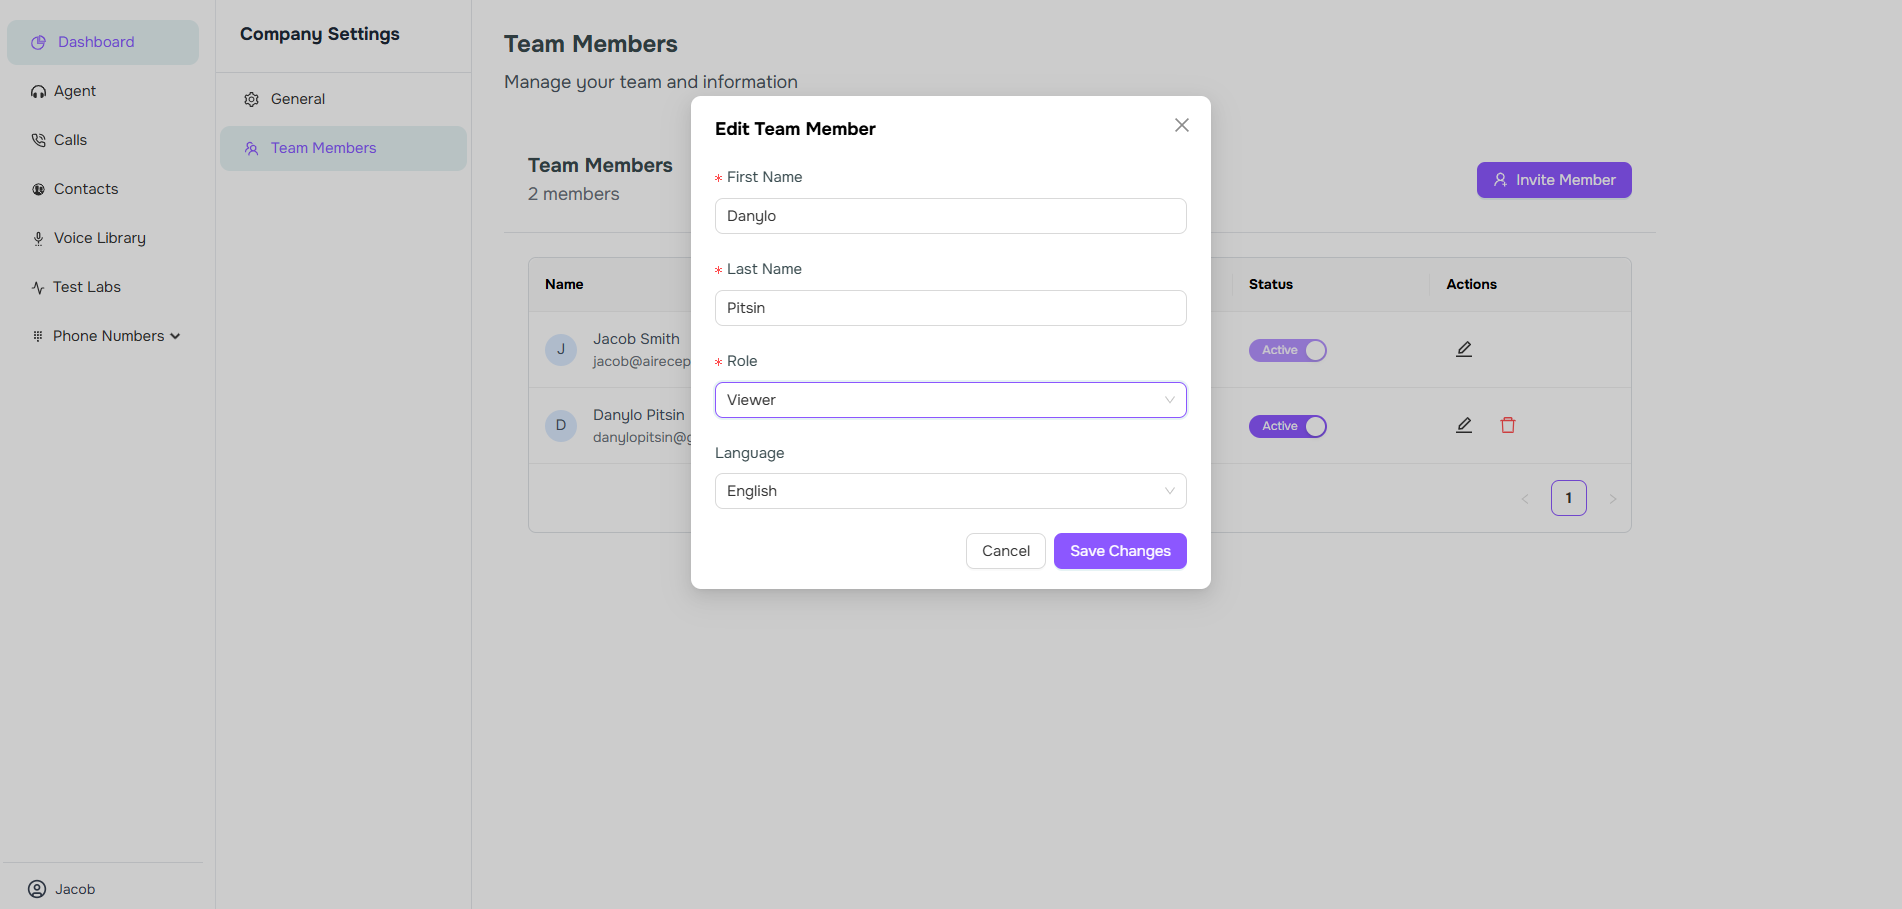 Dashboard
Agent
Calls
Contacts
Voice Library
Test Labs
Phone Numbers
Jacob
Company Settings
General
Team Members
Team Members
Manage your team and information
Team Members
2 members
Invite Member
Name
Status
Actions
J
Jacob Smith
jacob@airecep
Active
D
Danylo Pitsin
danylopitsin@g
Active
1
Edit Team Member
* First Name
Danylo
* Last Name
Pitsin
* Role
Viewer
Language
English
Cancel
Save Changes